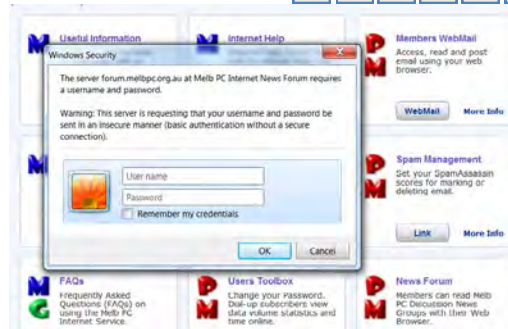 Useful Information
Internet Help
Members WebMail
Access, read and post
email using your web
browser.
WebMail
More Info
Windows Security
The server forum.melbpc.org.au at Melb PC Internet News Forum requires
a username and password.
Warning: This server is requesting that your username and password be
sent in an insecure manner (basic authentication without a secure
connection).
User name
Password
Remember my credentials
OK
Cancel
Spam Management
Set your SpamAssassin
scores for marking or
deleting email.
Link
More Info
M
G
FAQs
Frequently Asked
Questions (FAQs) on
using the Melb PC
Internet Service.
P
M
Users Toolbox
Change your Password.
Dial-up subscribers view
data volume statistics and
time online.
P
M
News Forum
Members can read Melb
PC Discussion News
Groups with their Web
Browser.